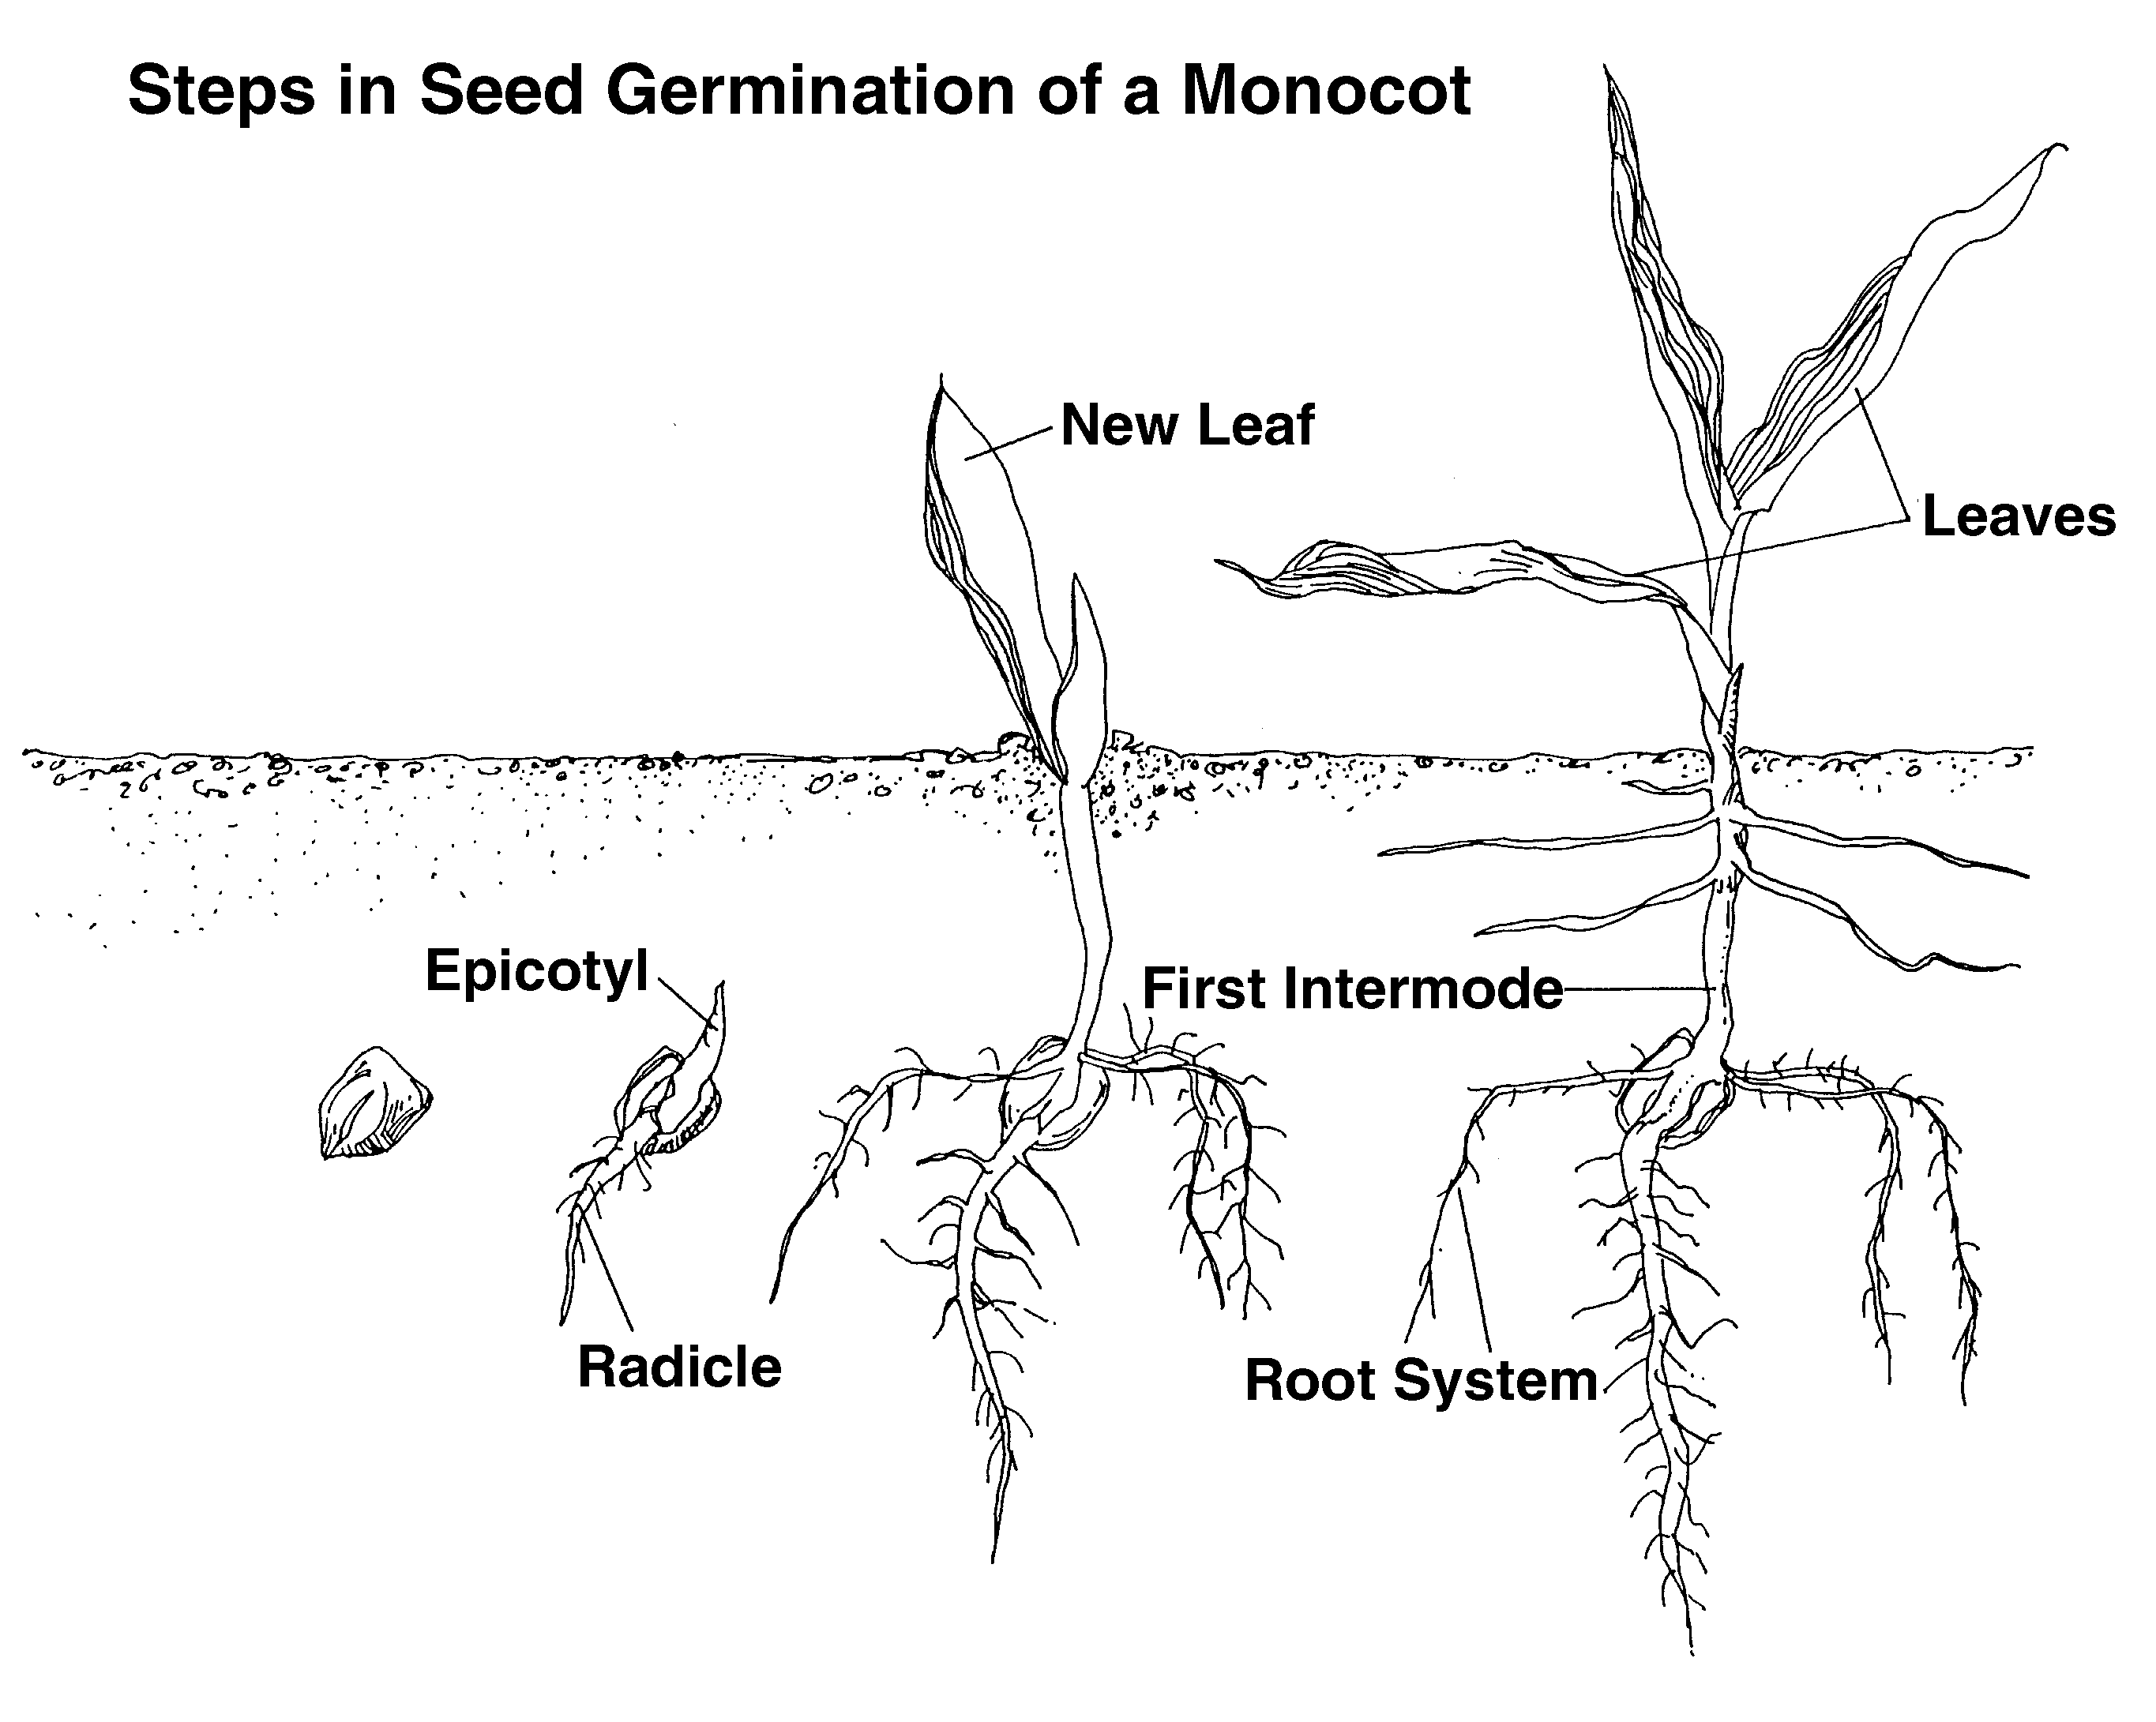 Steps in Seed Germination of a Monocot
New Leaf
Leaves
Epicotyl
First Intermode
Radicle
Root System